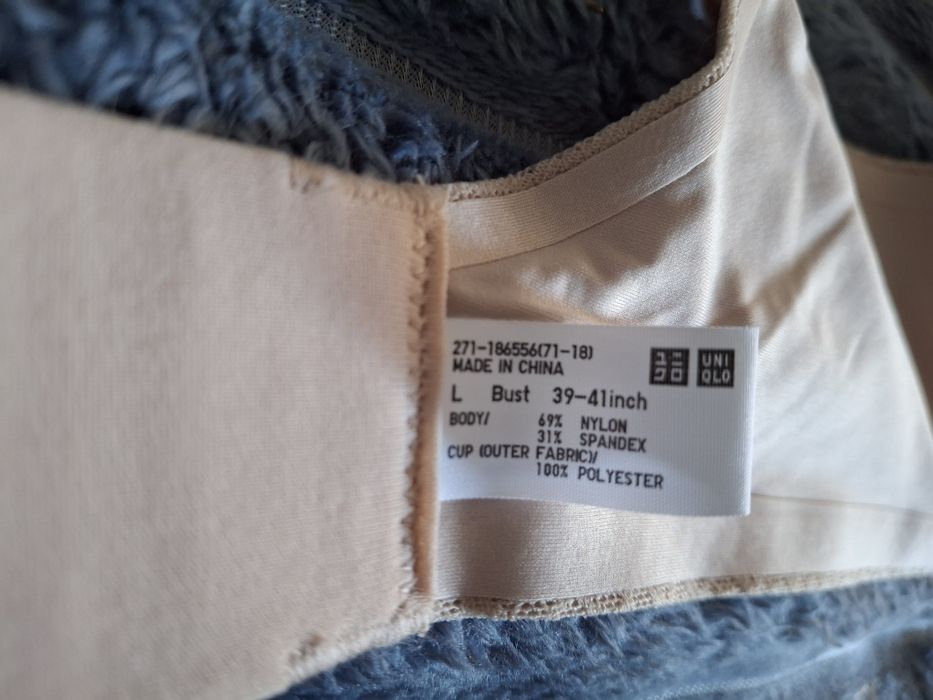 271-186556(71-18)
MADE IN CHINA
ユニ
クロ
UNI
QLO
L Bust 39-41inch
BODY/ 69% NYLON
31% SPANDEX
CUP (OUTER FABRIC)/
100% POLYESTER